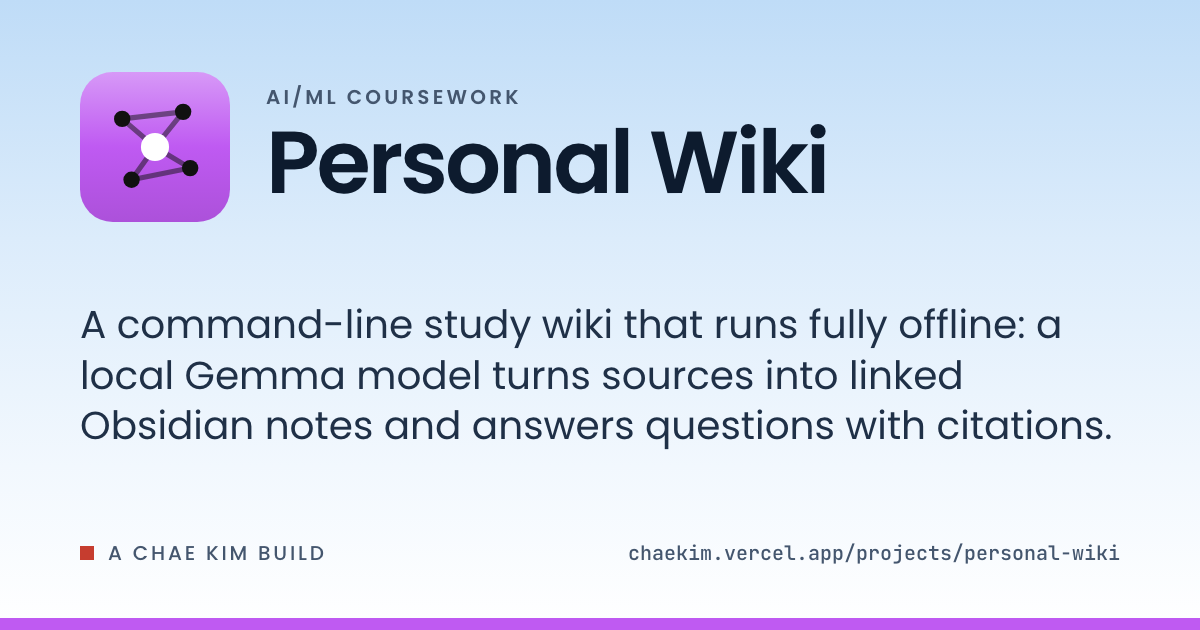 AI/ML COURSEWORK
Personal Wiki
A command-line study wiki that runs fully offline: a
local Gemma model turns sources into linked
Obsidian notes and answers questions with citations.
A CHAE KIM BUILD
chaekim.vercel.app/projects/personal-wiki